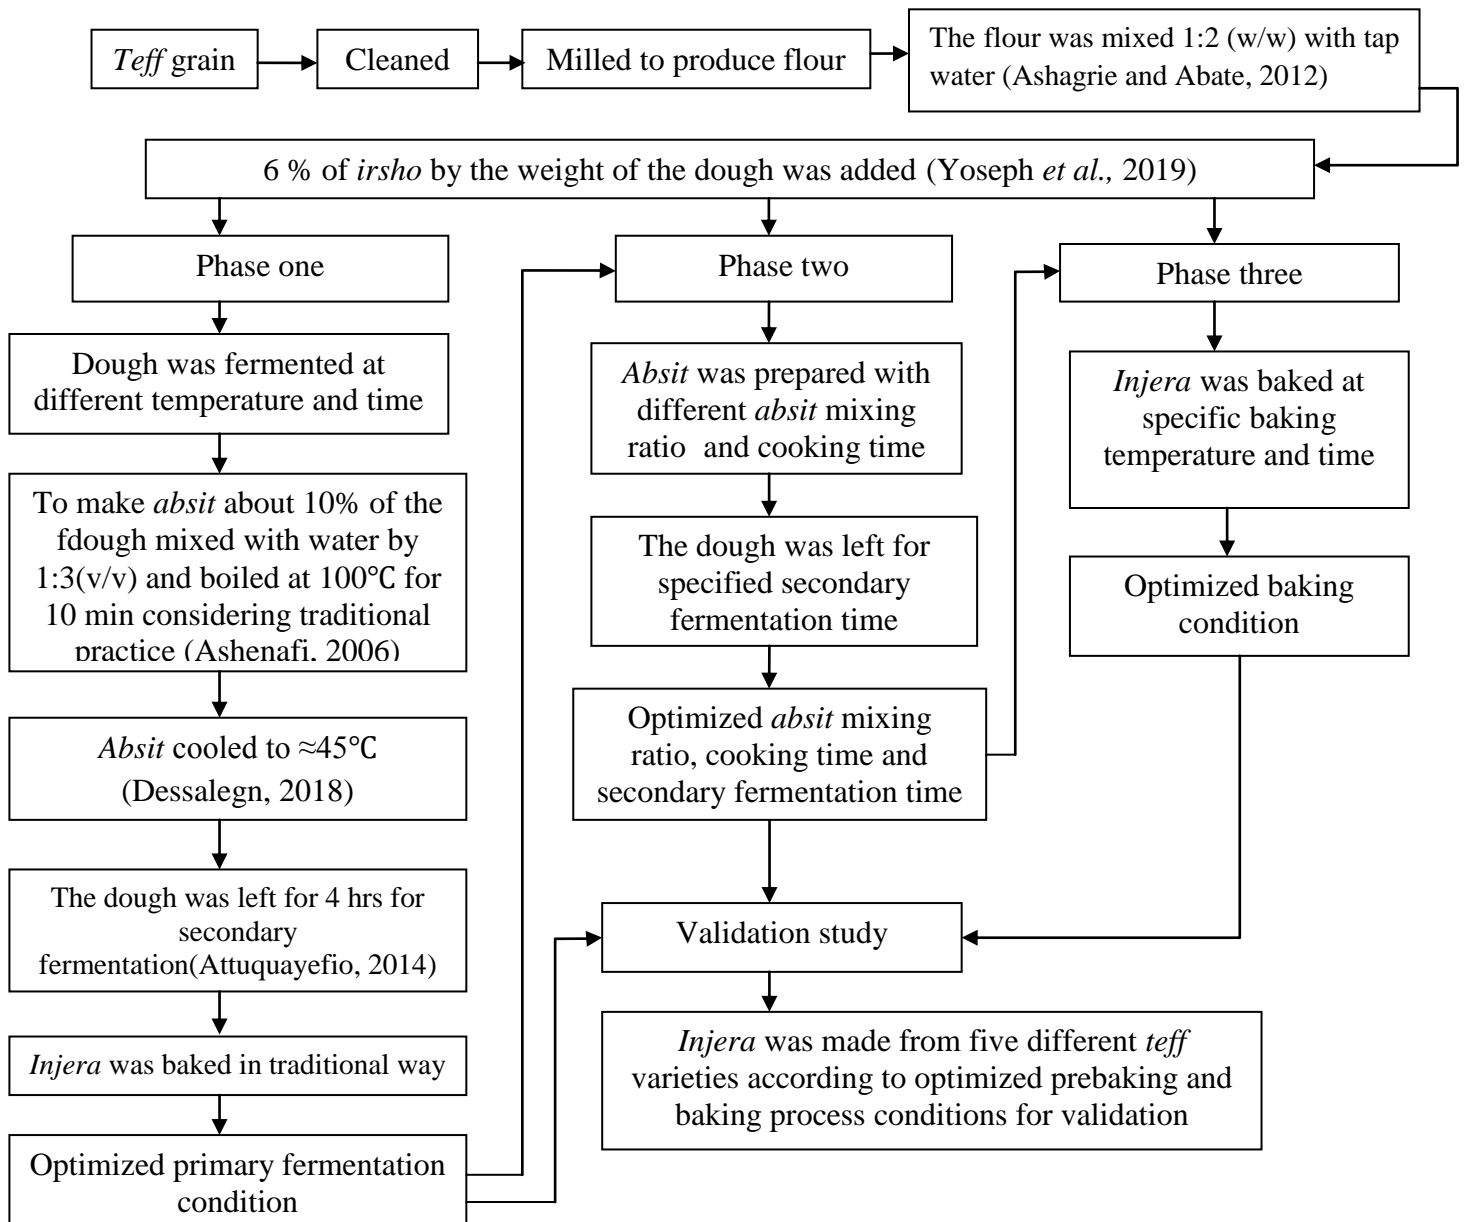 Teff grain
Cleaned
Milled to produce flour
The flour was mixed 1:2 (w/w) with tap
water (Ashagrie and Abate, 2012)
6 % of irsho by the weight of the dough was added (Yoseph et al., 2019)
Phase one
Dough was fermented at
different temperature and time
To make absit about 10% of the
fdough mixed with water by
1:3(v/v) and boiled at 100℃ for
10 min considering traditional
practice (Ashenafi, 2006)
Absit cooled to ≈45℃
(Dessalegn, 2018)
The dough was left for 4 hrs for
secondary
fermentation(Attuquayefio, 2014)
Injera was baked in traditional way
Optimized primary fermentation
condition
Phase two
Absit was prepared with
different absit mixing
ratio and cooking time
The dough was left for
specified secondary
fermentation time
Optimized absit mixing
ratio, cooking time and
secondary fermentation time
Phase three
Injera was baked at
specific baking
temperature and time
Optimized baking
condition
Validation study
Injera was made from five different teff
varieties according to optimized prebaking and
baking process conditions for validation